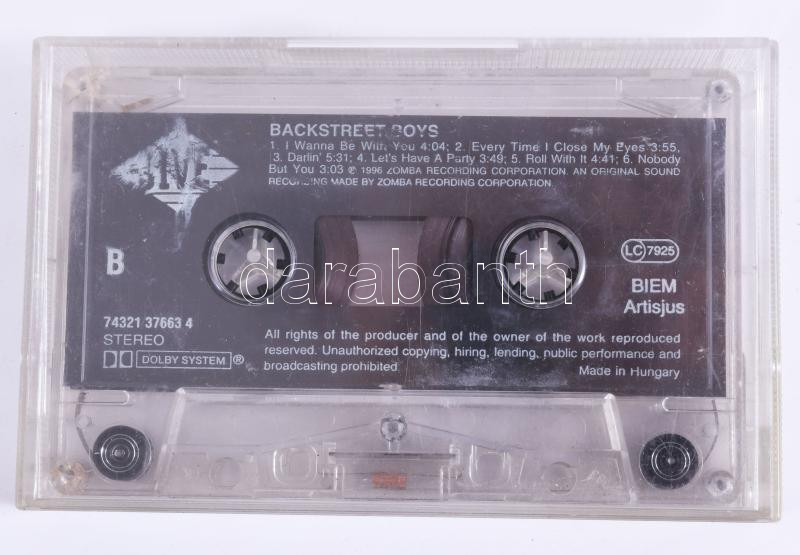 JIVE
BACKSTREET BOYS
1. I Wanna Be With You 4:04; 2. Every Time I Close My Eyes 3:55,
3. Darlin' 5:31; 4. Let's Have A Party 3:49; 5. Roll With It 4:41; 6. Nobody
But You 3:03 ℗ 1996 ZOMBA RECORDING CORPORATION. AN ORIGINAL SOUND
RECORDING MADE BY ZOMBA RECORDING CORPORATION
B
LC 7925
darabanth
BIEM
Artisjus
74321 37663 4
STEREO
DOLBY SYSTEM ®
All rights of the producer and of the owner of the work reproduced
reserved. Unauthorized copying, hiring, lending, public performance and
broadcasting prohibited
Made in Hungary